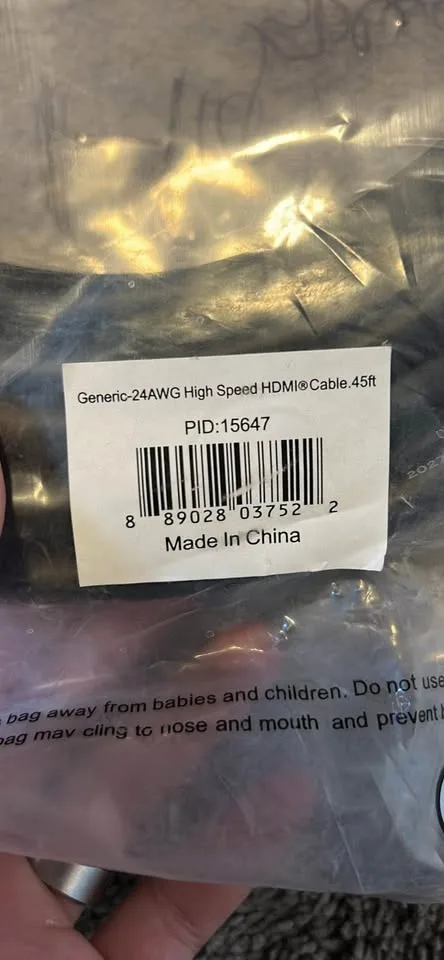 Generic-24AWG High Speed HDMI®Cable.45ft
PID:15647
8 89028 03752 2
Made In China
bag away from babies and children. Do not use
bag may cling to nose and mouth and prevent